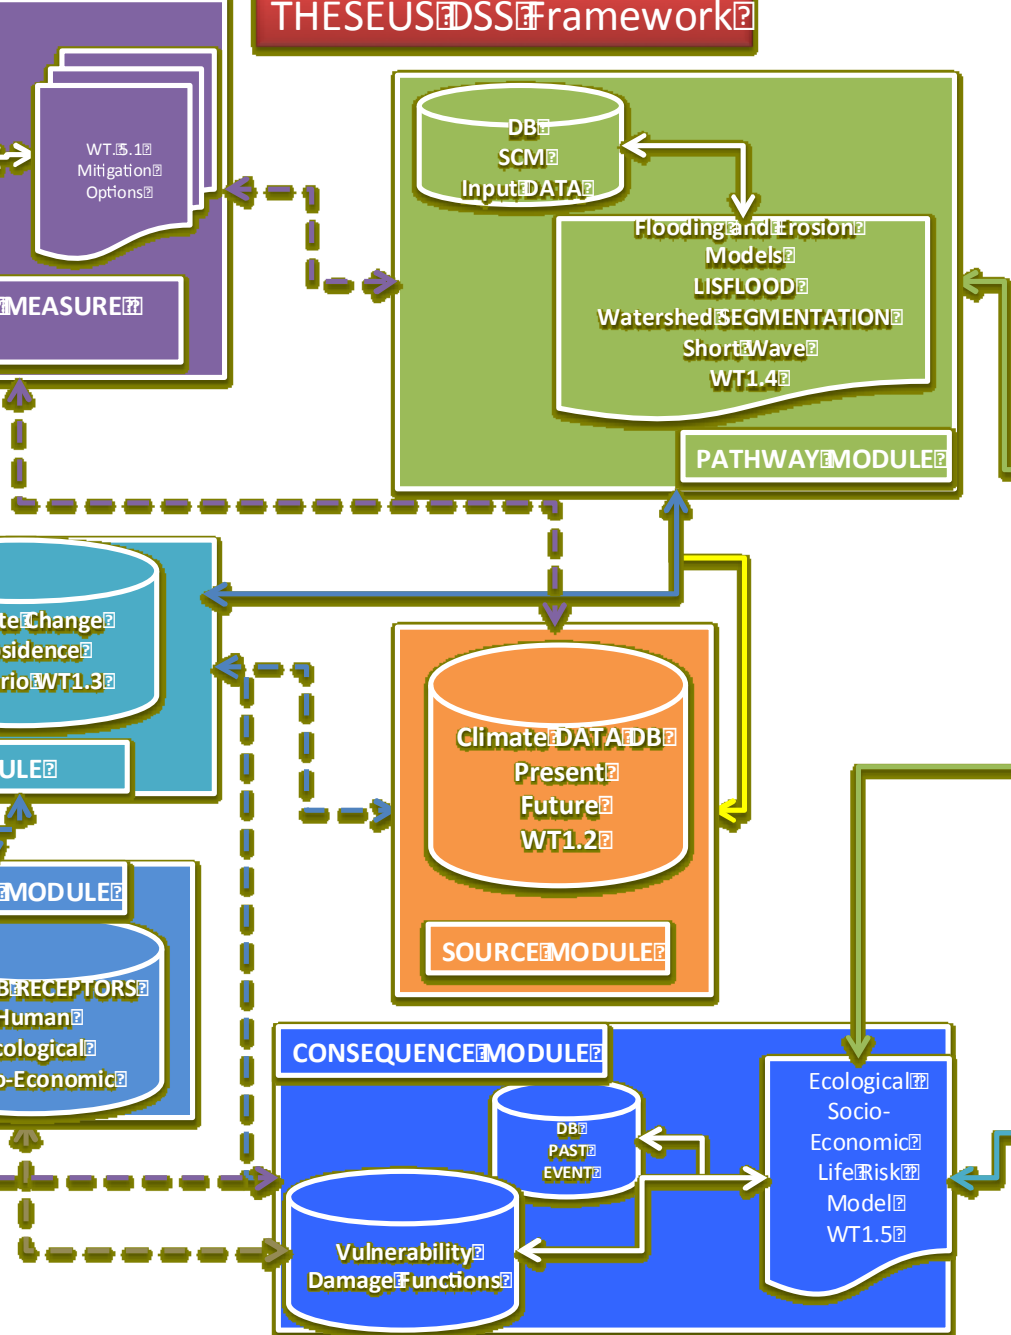 THESEUS DSS Framework
WT. 5.1
Mitigation
Options
MEASURE
DB
SCM
Input DATA
Flooding and Erosion
Models
LISFLOOD
Watershed SEGMENTATION
Short Wave
WT1.4
PATHWAY MODULE
te Change
sidence
rio WT1.3
ULE
Climate DATA DB
Present
Future
WT1.2
SOURCE MODULE
MODULE
B RECEPTORS
Human
cological
o-Economic
CONSEQUENCE MODULE
DB
PAST
EVENT
Vulnerability
Damage Functions
Ecological
Socio-
Economic
Life Risk
Model
WT1.5